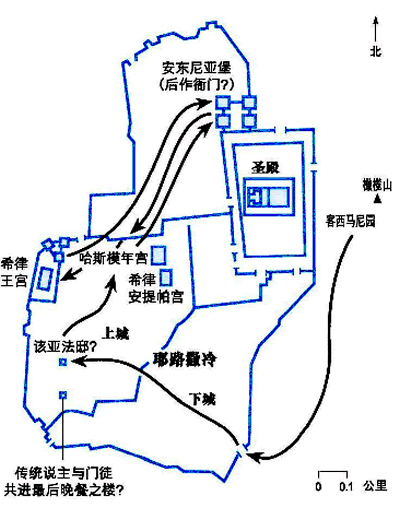 北
安东尼亚堡
(后作衙门?)
圣殿
橄榄山
客西马尼园
哈斯模年宫
希律
王宫
希律
安提帕宫
上城
该亚法邸?
耶路撒冷
下城
传统说主与门徒
共进最后晚餐之楼?
0 0.1 公里